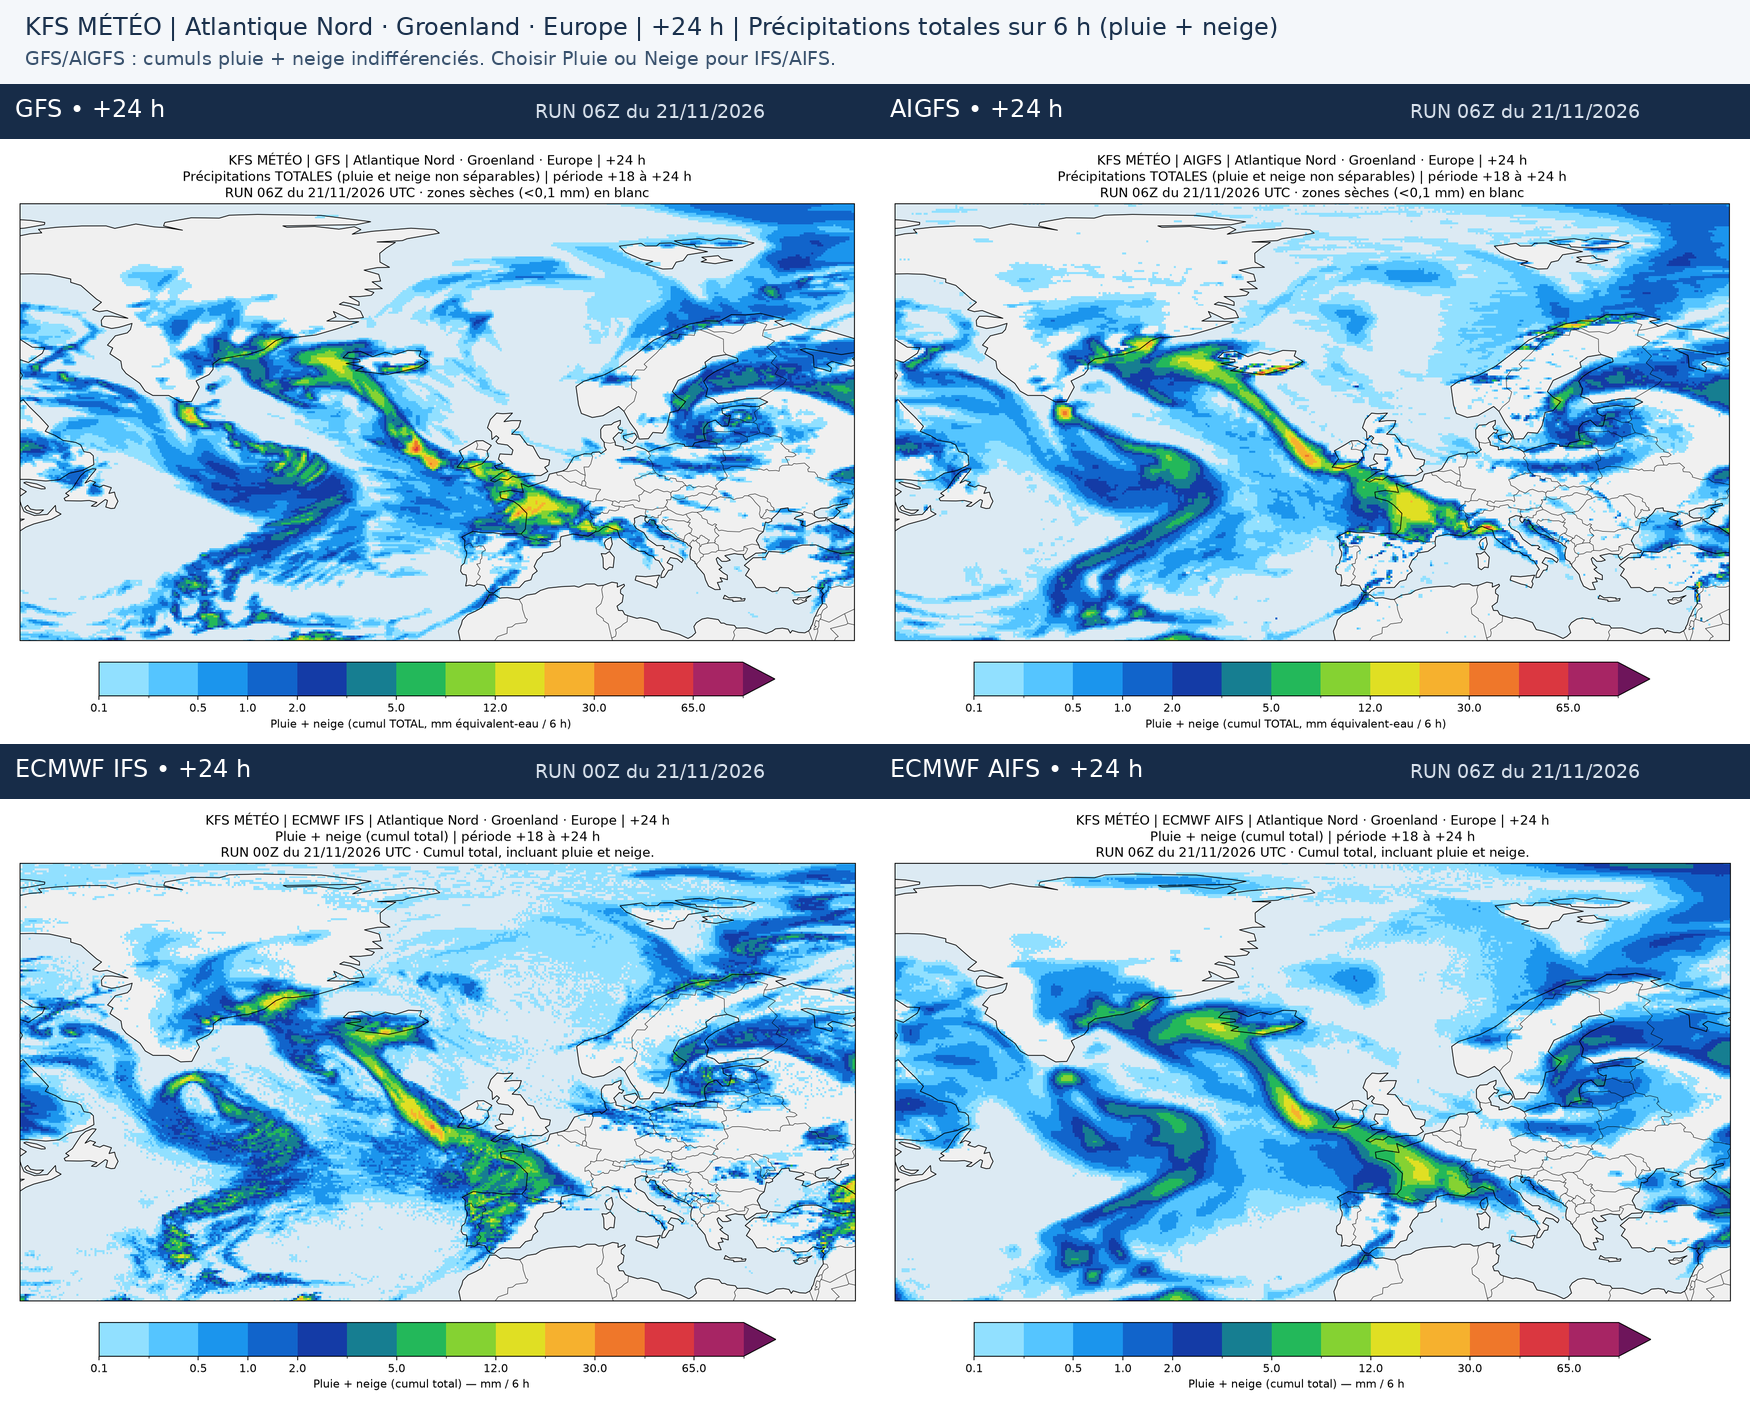 KFS MÉTÉO | Atlantique Nord · Groenland · Europe | +24 h | Précipitations totales sur 6 h (pluie + neige)
GFS/AIGFS : cumuls pluie + neige indifférenciés. Choisir Pluie ou Neige pour IFS/AIFS.
GFS • +24 h RUN 06Z du 21/11/2026
AIGFS • +24 h RUN 06Z du 21/11/2026
KFS MÉTÉO | GFS | Atlantique Nord · Groenland · Europe | +24 h
Précipitations TOTALES (pluie et neige non séparables) | période +18 à +24 h
RUN 06Z du 21/11/2026 UTC · zones sèches (<0,1 mm) en blanc
KFS MÉTÉO | AIGFS | Atlantique Nord · Groenland · Europe | +24 h
Précipitations TOTALES (pluie et neige non séparables) | période +18 à +24 h
RUN 06Z du 21/11/2026 UTC · zones sèches (<0,1 mm) en blanc
0.1 0.5 1.0 2.0 5.0 12.0 30.0 65.0
Pluie + neige (cumul TOTAL, mm équivalent-eau / 6 h)
0.1 0.5 1.0 2.0 5.0 12.0 30.0 65.0
Pluie + neige (cumul TOTAL, mm équivalent-eau / 6 h)
ECMWF IFS • +24 h RUN 00Z du 21/11/2026
ECMWF AIFS • +24 h RUN 06Z du 21/11/2026
KFS MÉTÉO | ECMWF IFS | Atlantique Nord · Groenland · Europe | +24 h
Pluie + neige (cumul total) | période +18 à +24 h
RUN 00Z du 21/11/2026 UTC · Cumul total, incluant pluie et neige.
KFS MÉTÉO | ECMWF AIFS | Atlantique Nord · Groenland · Europe | +24 h
Pluie + neige (cumul total) | période +18 à +24 h
RUN 06Z du 21/11/2026 UTC · Cumul total, incluant pluie et neige.
0.1 0.5 1.0 2.0 5.0 12.0 30.0 65.0
Pluie + neige (cumul total) — mm / 6 h
0.1 0.5 1.0 2.0 5.0 12.0 30.0 65.0
Pluie + neige (cumul total) — mm / 6 h